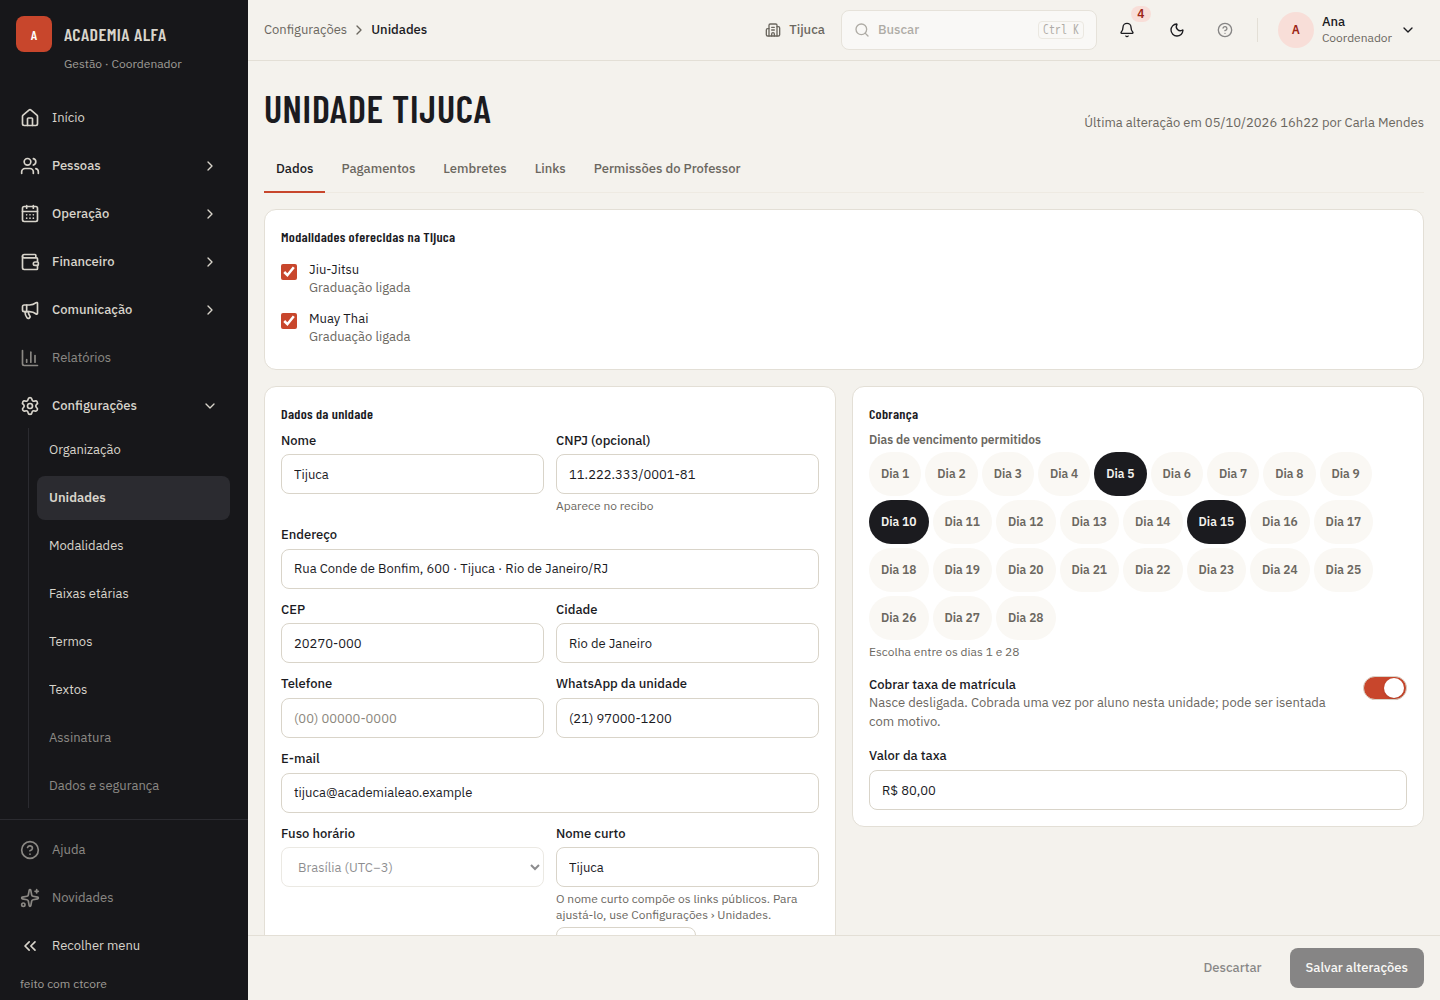 A
ACADEMIA ALFA
Gestão · Coordenador
Início
Pessoas
Operação
Financeiro
Comunicação
Relatórios
Configurações
Organização
Unidades
Modalidades
Faixas etárias
Termos
Textos
Assinatura
Dados e segurança
Ajuda
Novidades
Recolher menu
feito com ctcore
Configurações > Unidades
Tijuca
Buscar
Ctrl K
4
A
Ana
Coordenador
UNIDADE TIJUCA
Última alteração em 05/10/2026 16h22 por Carla Mendes
Dados
Pagamentos
Lembretes
Links
Permissões do Professor
Modalidades oferecidas na Tijuca
Jiu-Jitsu
Graduação ligada
Muay Thai
Graduação ligada
Dados da unidade
Nome
CNPJ (opcional)
Tijuca
11.222.333/0001-81
Aparece no recibo
Endereço
Rua Conde de Bonfim, 600 · Tijuca · Rio de Janeiro/RJ
CEP
Cidade
20270-000
Rio de Janeiro
Telefone
WhatsApp da unidade
(00) 00000-0000
(21) 97000-1200
E-mail
tijuca@academialeao.example
Fuso horário
Nome curto
Brasília (UTC−3)
Tijuca
O nome curto compõe os links públicos. Para
ajustá-lo, use Configurações › Unidades.
Cobrança
Dias de vencimento permitidos
Dia 1 Dia 2 Dia 3 Dia 4 Dia 5 Dia 6 Dia 7 Dia 8 Dia 9
Dia 10 Dia 11 Dia 12 Dia 13 Dia 14 Dia 15 Dia 16 Dia 17
Dia 18 Dia 19 Dia 20 Dia 21 Dia 22 Dia 23 Dia 24 Dia 25
Dia 26 Dia 27 Dia 28
Escolha entre os dias 1 e 28
Cobrar taxa de matrícula
Nasce desligada. Cobrada uma vez por aluno nesta unidade; pode ser isentada
com motivo.
Valor da taxa
R$ 80,00
Descartar
Salvar alterações